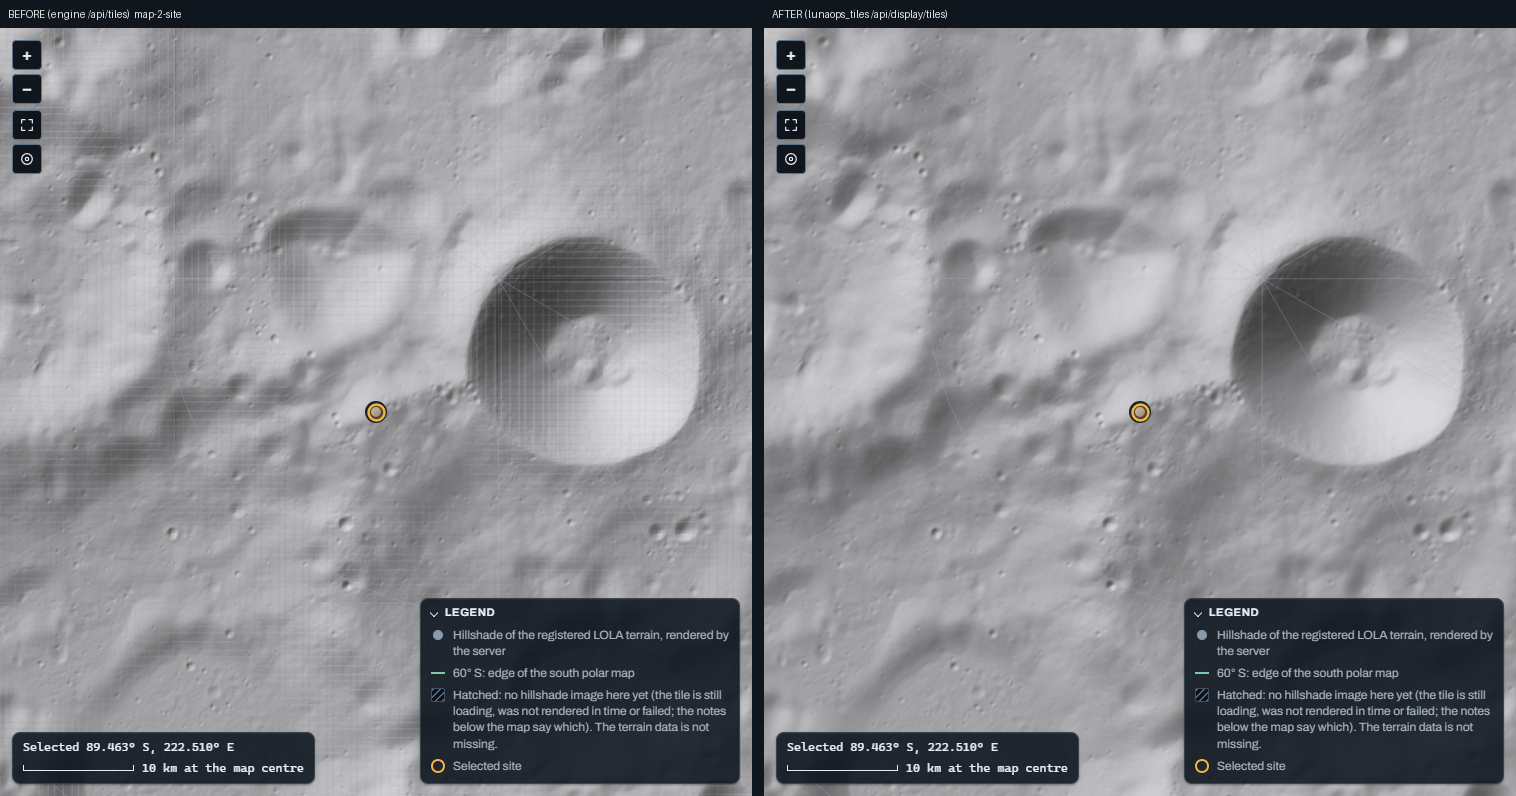 BEFORE (engine /api/tiles) map-2-site
+
−
LEGEND
Hillshade of the registered LOLA terrain, rendered by
the server
60° S: edge of the south polar map
Hatched: no hillshade image here yet (the tile is still
loading, was not rendered in time or failed; the notes
below the map say which). The terrain data is not
missing.
Selected site
Selected 89.463° S, 222.510° E
10 km at the map centre
AFTER (lunaops_tiles /api/display/tiles)
+
−
LEGEND
Hillshade of the registered LOLA terrain, rendered by
the server
60° S: edge of the south polar map
Hatched: no hillshade image here yet (the tile is still
loading, was not rendered in time or failed; the notes
below the map say which). The terrain data is not
missing.
Selected site
Selected 89.463° S, 222.510° E
10 km at the map centre